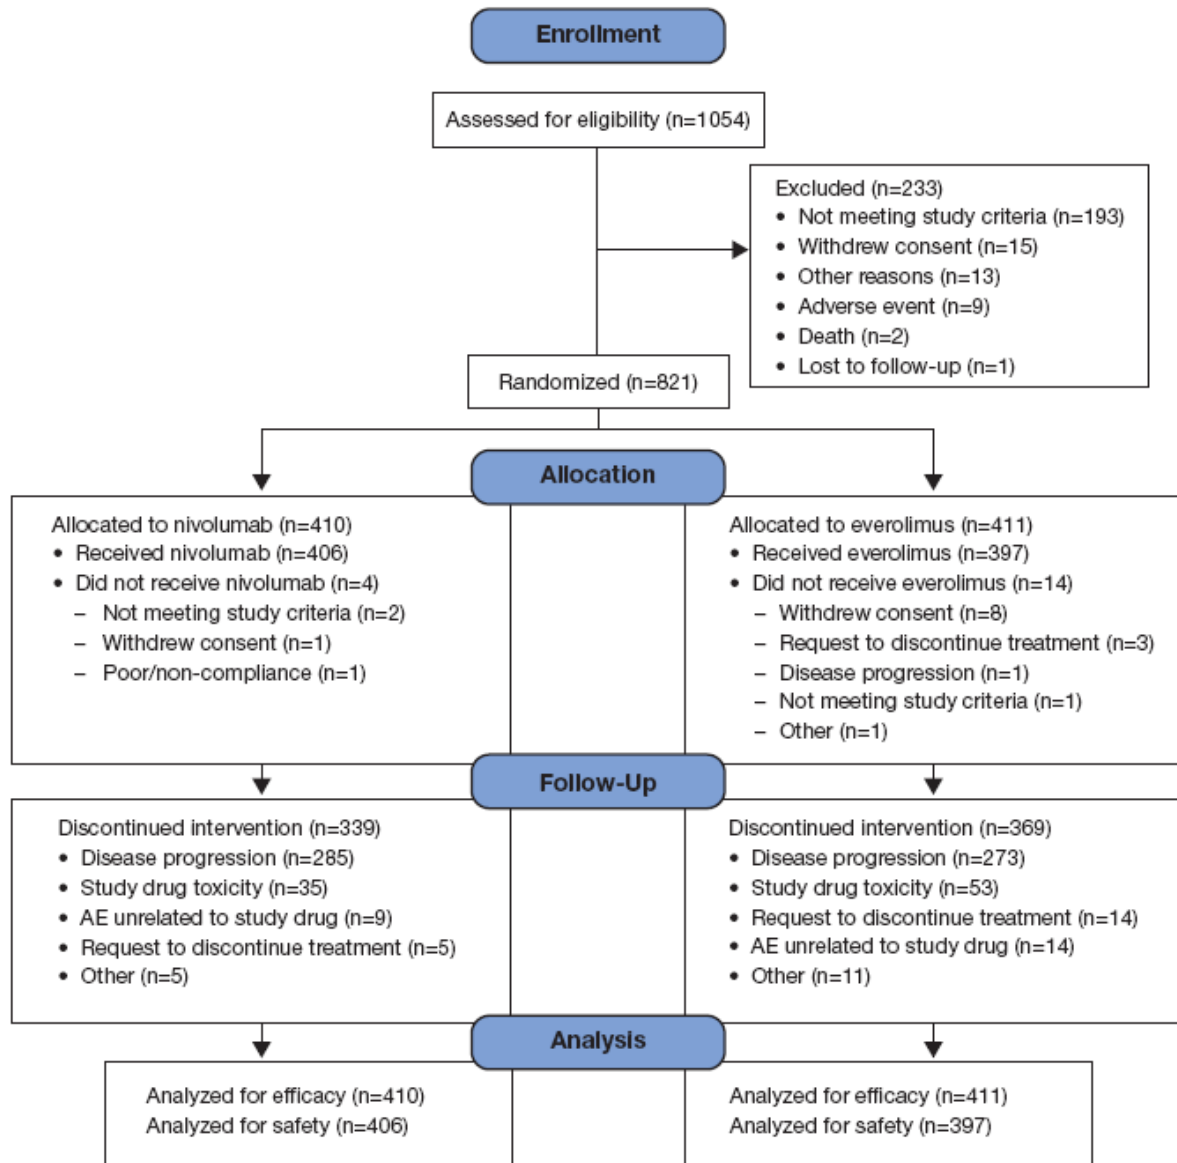 Enrollment
Assessed for eligibility (n=1054)
Excluded (n=233)
• Not meeting study criteria (n=193)
• Withdrew consent (n=15)
• Other reasons (n=13)
• Adverse event (n=9)
• Death (n=2)
• Lost to follow-up (n=1)
Randomized (n=821)
Allocation
Allocated to nivolumab (n=410)
• Received nivolumab (n=406)
• Did not receive nivolumab (n=4)
– Not meeting study criteria (n=2)
– Withdrew consent (n=1)
– Poor/non-compliance (n=1)
Allocated to everolimus (n=411)
• Received everolimus (n=397)
• Did not receive everolimus (n=14)
– Withdrew consent (n=8)
– Request to discontinue treatment (n=3)
– Disease progression (n=1)
– Not meeting study criteria (n=1)
– Other (n=1)
Follow-Up
Discontinued intervention (n=339)
• Disease progression (n=285)
• Study drug toxicity (n=35)
• AE unrelated to study drug (n=9)
• Request to discontinue treatment (n=5)
• Other (n=5)
Discontinued intervention (n=369)
• Disease progression (n=273)
• Study drug toxicity (n=53)
• Request to discontinue treatment (n=14)
• AE unrelated to study drug (n=14)
• Other (n=11)
Analysis
Analyzed for efficacy (n=410)
Analyzed for safety (n=406)
Analyzed for efficacy (n=411)
Analyzed for safety (n=397)